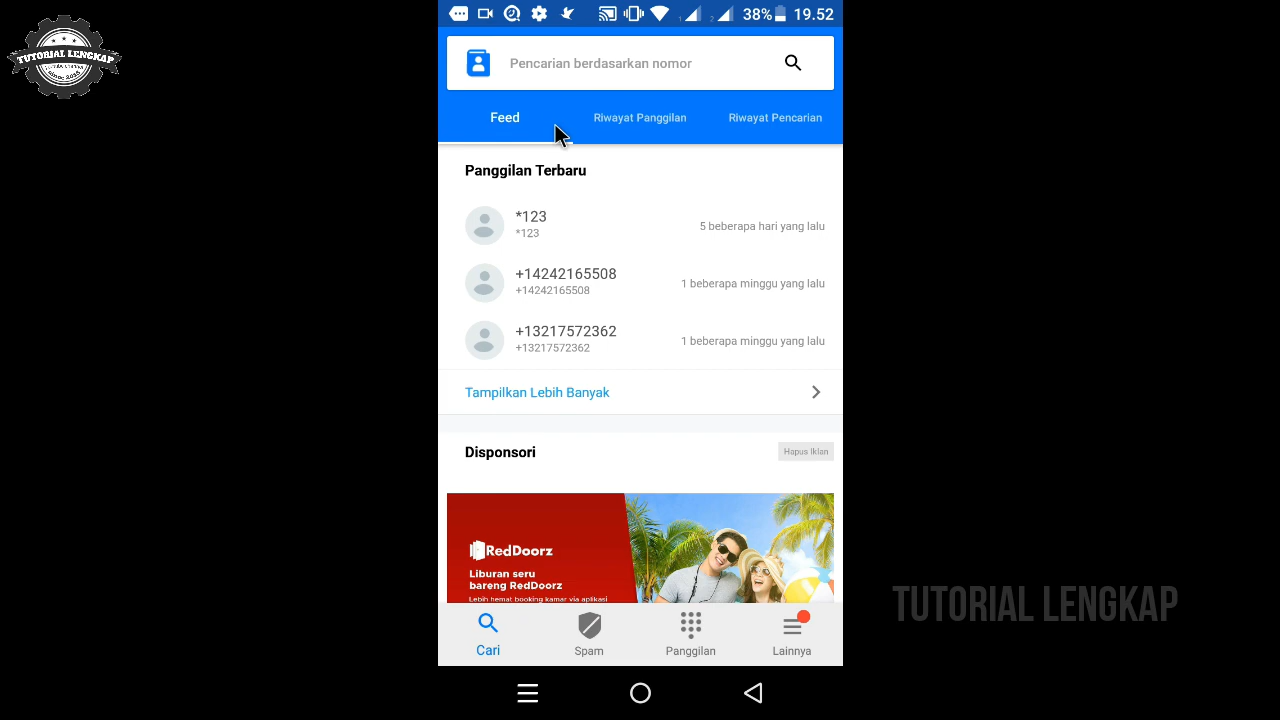 TUTORIAL LENGKAP
38% 19.52
Pencarian berdasarkan nomor
Feed Riwayat Panggilan Riwayat Pencarian
Panggilan Terbaru
*123
*123
5 beberapa hari yang lalu
+14242165508
+14242165508
1 beberapa minggu yang lalu
+13217572362
+13217572362
1 beberapa minggu yang lalu
Tampilkan Lebih Banyak
Disponsori
Hapus Iklan
RedDoorz
Liburan seru
bareng RedDoorz
Lebih hemat booking kamar via aplikasi
Cari Spam Panggilan Lainnya
TUTORIAL LENGKAP